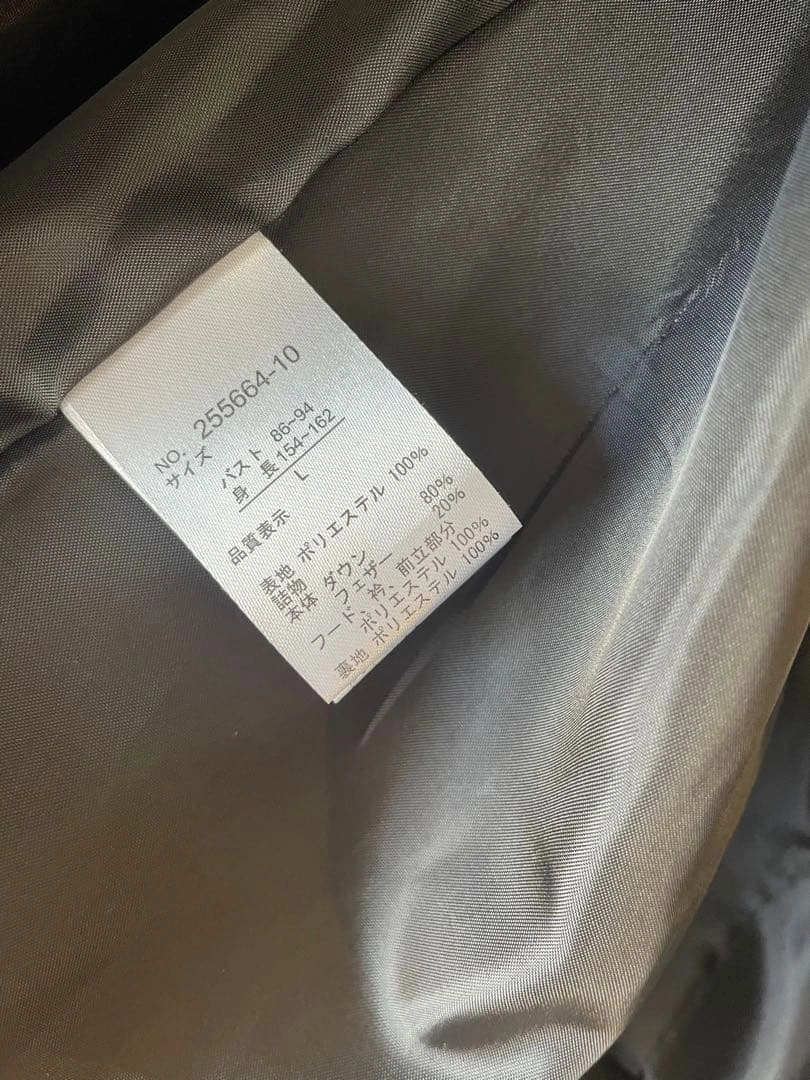 NO. 255664-10
サイズ
バスト 86~94
身 長 154~162
L
品質表示
表地 ポリエステル 100%
詰物
本体 ダウン 80%
フェザー 20%
フード、衿、前立部分
ポリエステル 100%
裏地 ポリエステル 100%